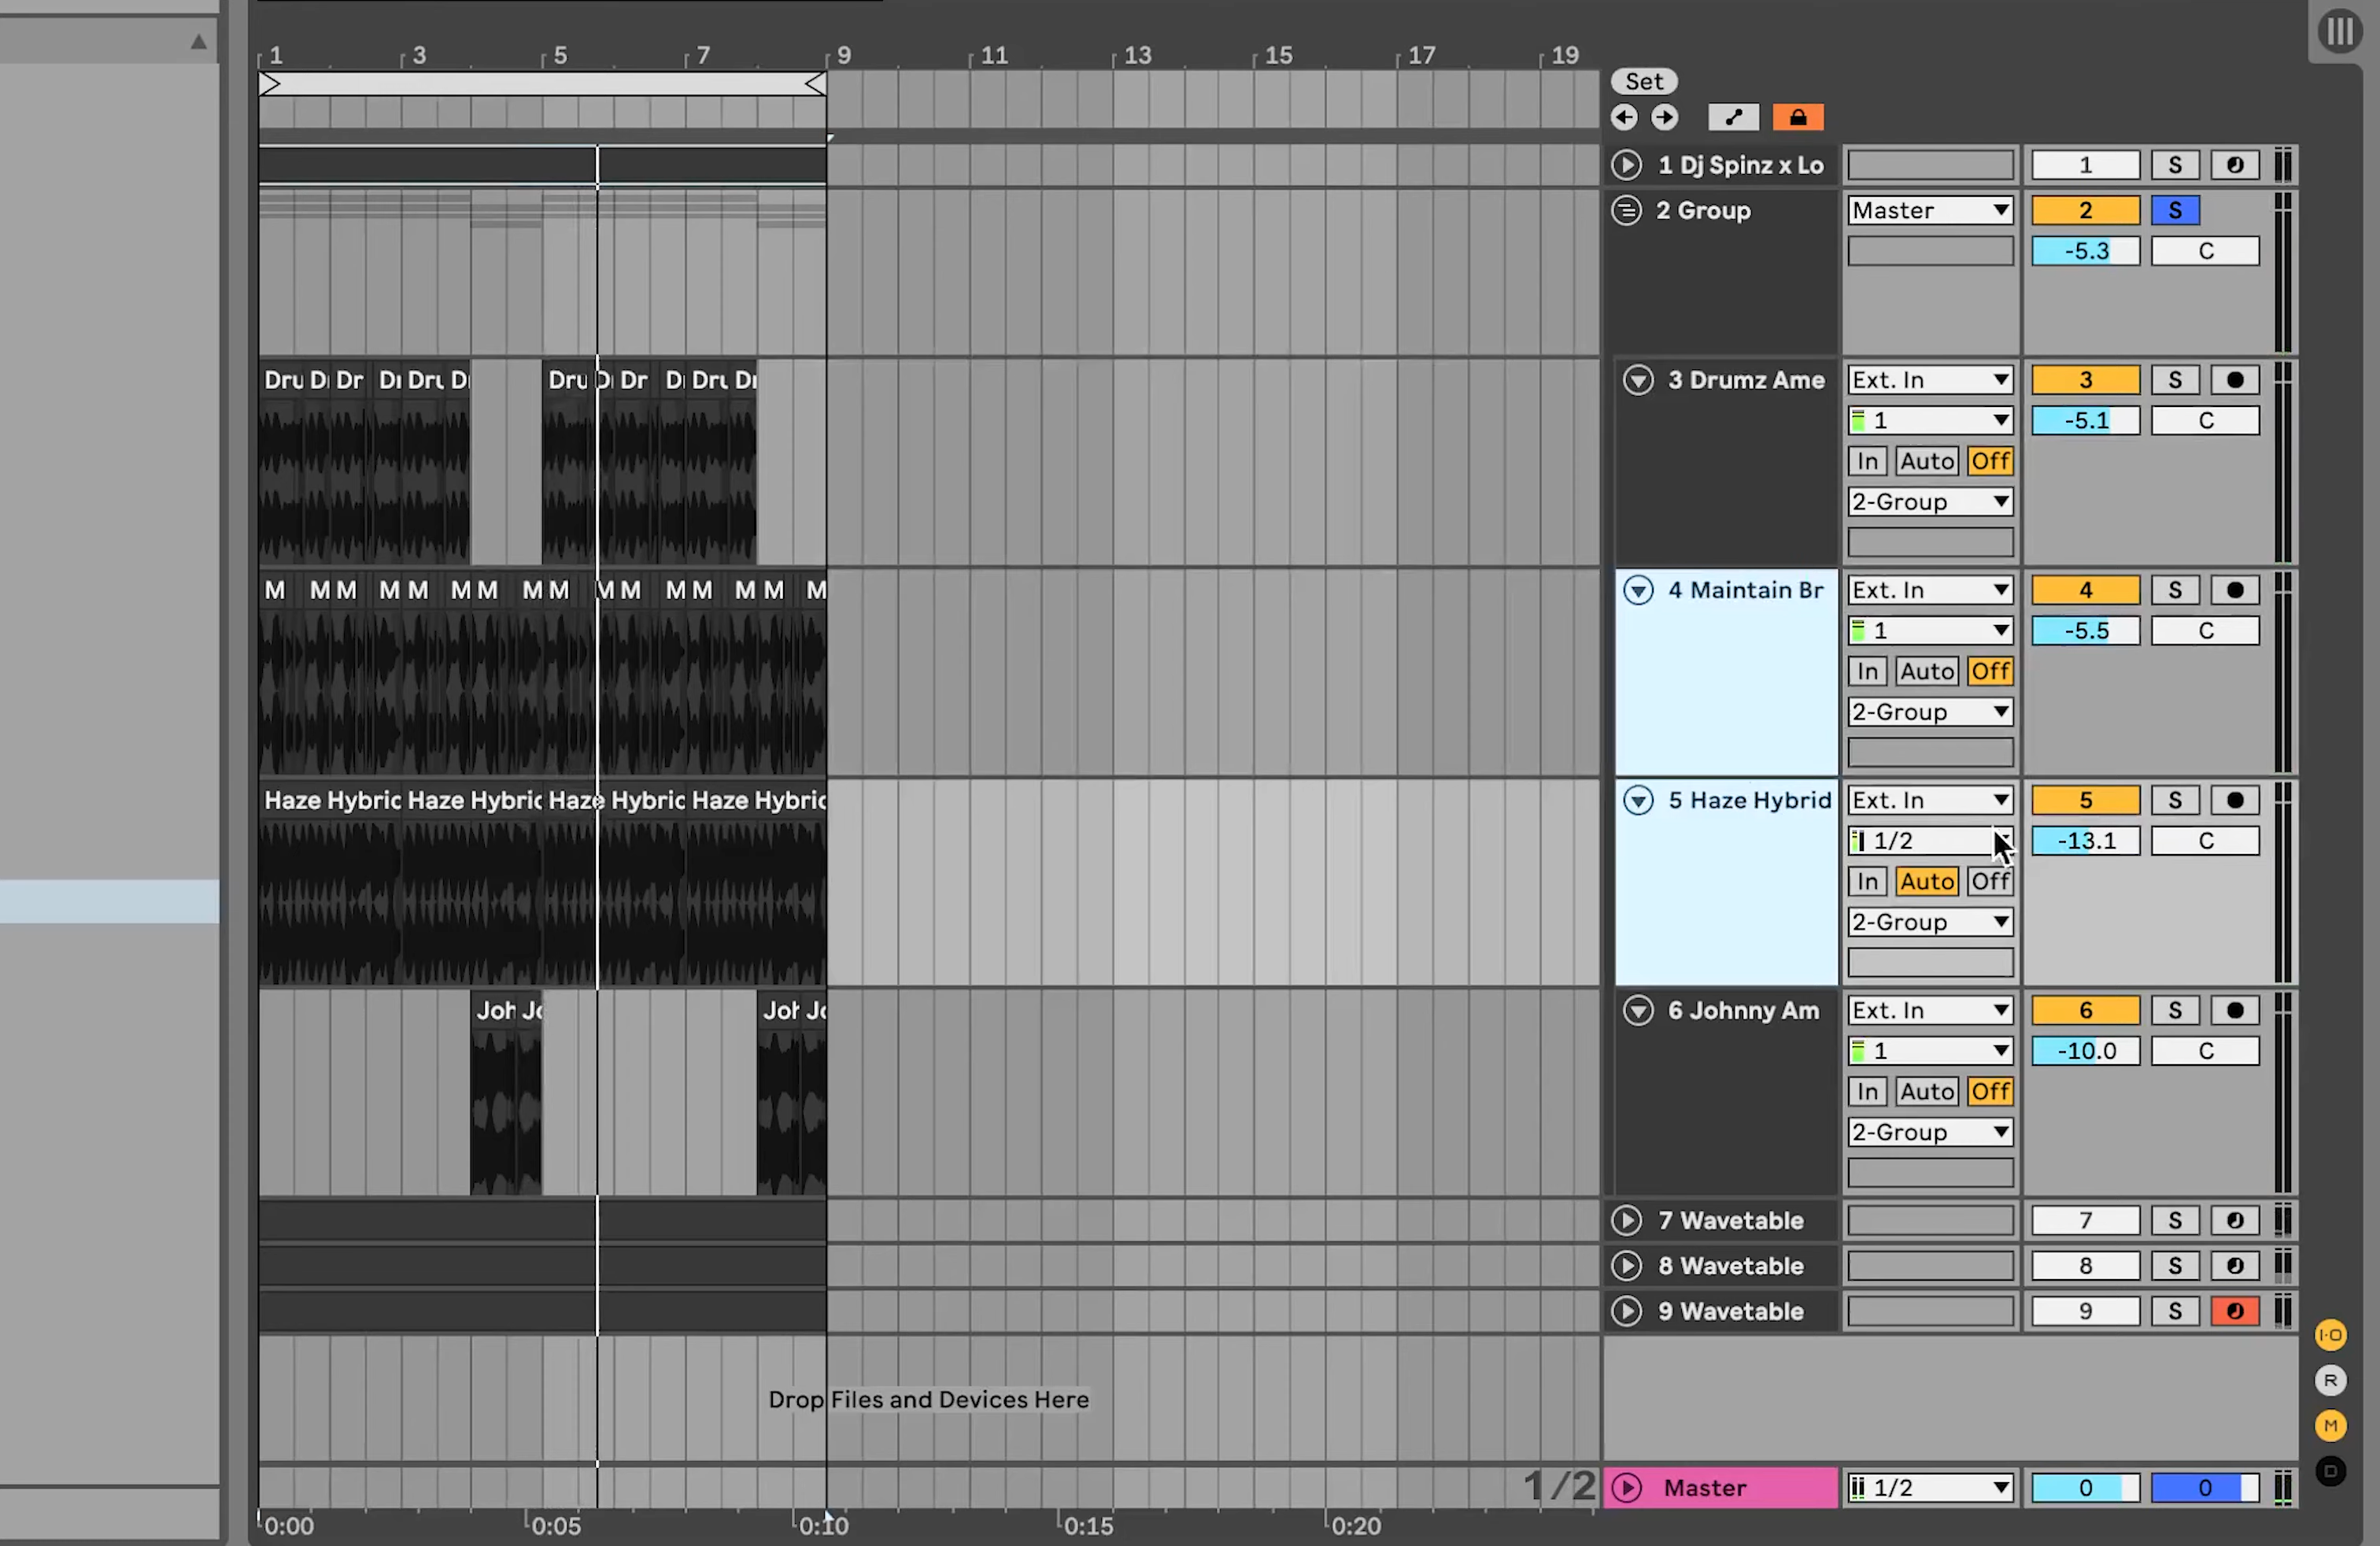 1 3 5 7 9 11 13 15 17 19
Set
1 Dj Spinz x Lo 1 S
2 Group Master 2 S
-5.3 C
Dru Dr Dru Dru Dr Dru 3 Drumz Ame Ext. In 3 S
1 -5.1 C
In Auto Off
2-Group
M M M M M M M M M M M M M M M M 4 Maintain Br Ext. In 4 S
1 -5.5 C
In Auto Off
2-Group
Haze Hybric Haze Hybric Haze Hybric Haze Hybric 5 Haze Hybrid Ext. In 5 S
1/2 -13.1 C
In Auto Off
2-Group
Joh Jo Joh Jo 6 Johnny Am Ext. In 6 S
1 -10.0 C
In Auto Off
2-Group
7 Wavetable 7 S
8 Wavetable 8 S
9 Wavetable 9 S
I·O
R
Drop Files and Devices Here
M
D
1/2 Master 1/2 0 0
0:00 0:05 0:10 0:15 0:20